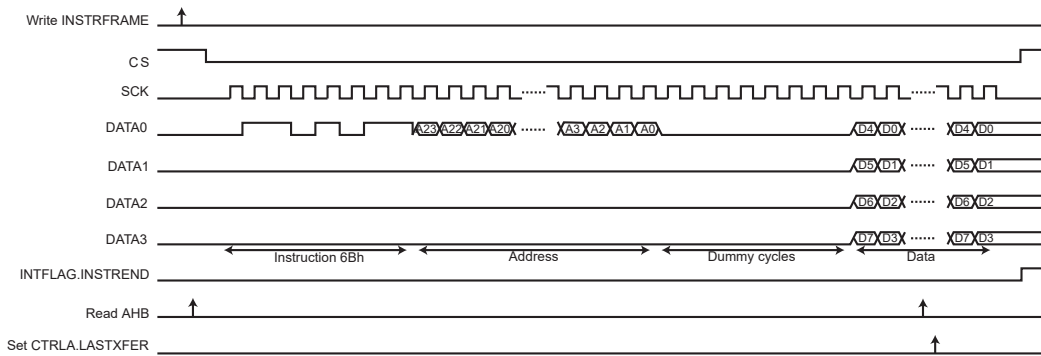 Write INSTRFRAME
CS
SCK
DATA0 A23 A22 A21 A20 ...... A3 A2 A1 A0 D4 D0 ...... D4 D0
DATA1 D5 D1 ...... D5 D1
DATA2 D6 D2 ...... D6 D2
DATA3 D7 D3 ...... D7 D3
Instruction 6Bh Address Dummy cycles Data
INTFLAG.INSTREND
Read AHB
Set CTRLA.LASTXFER